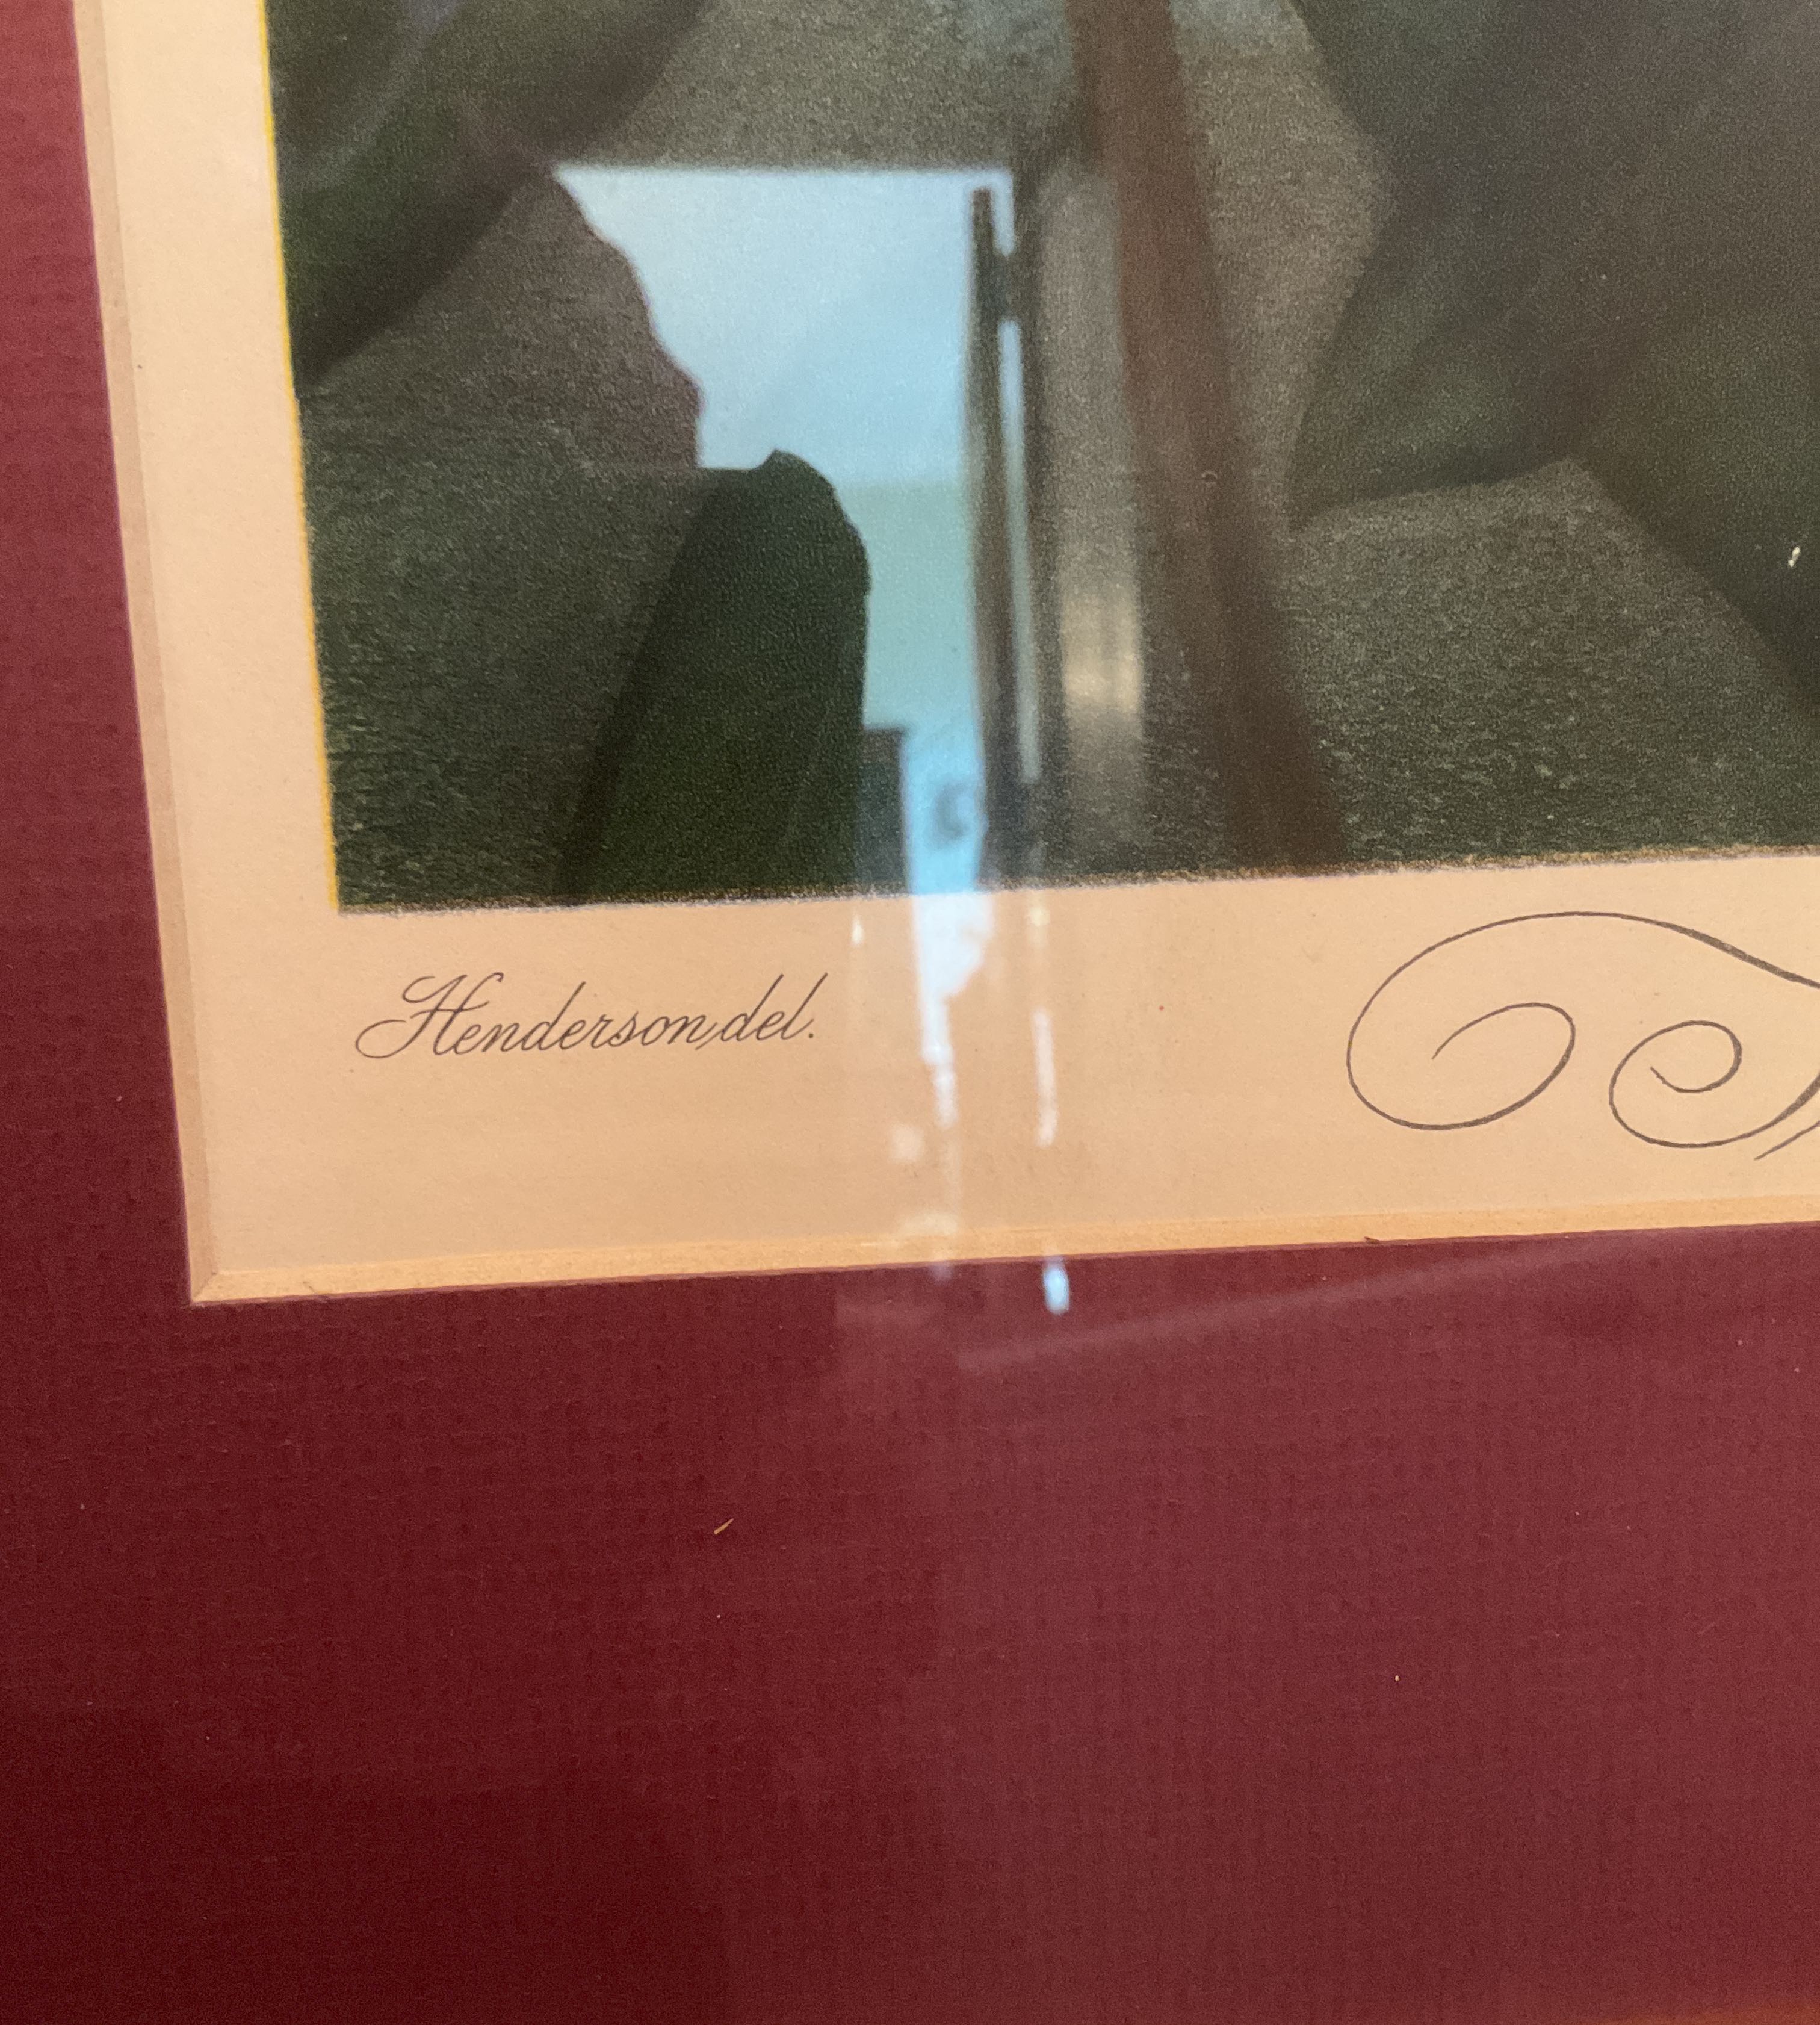 Henderson, del.